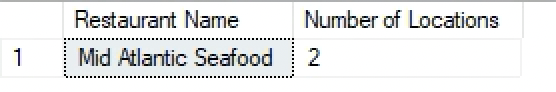 Restaurant Name Number of Locations
1 Mid Atlantic Seafood 2